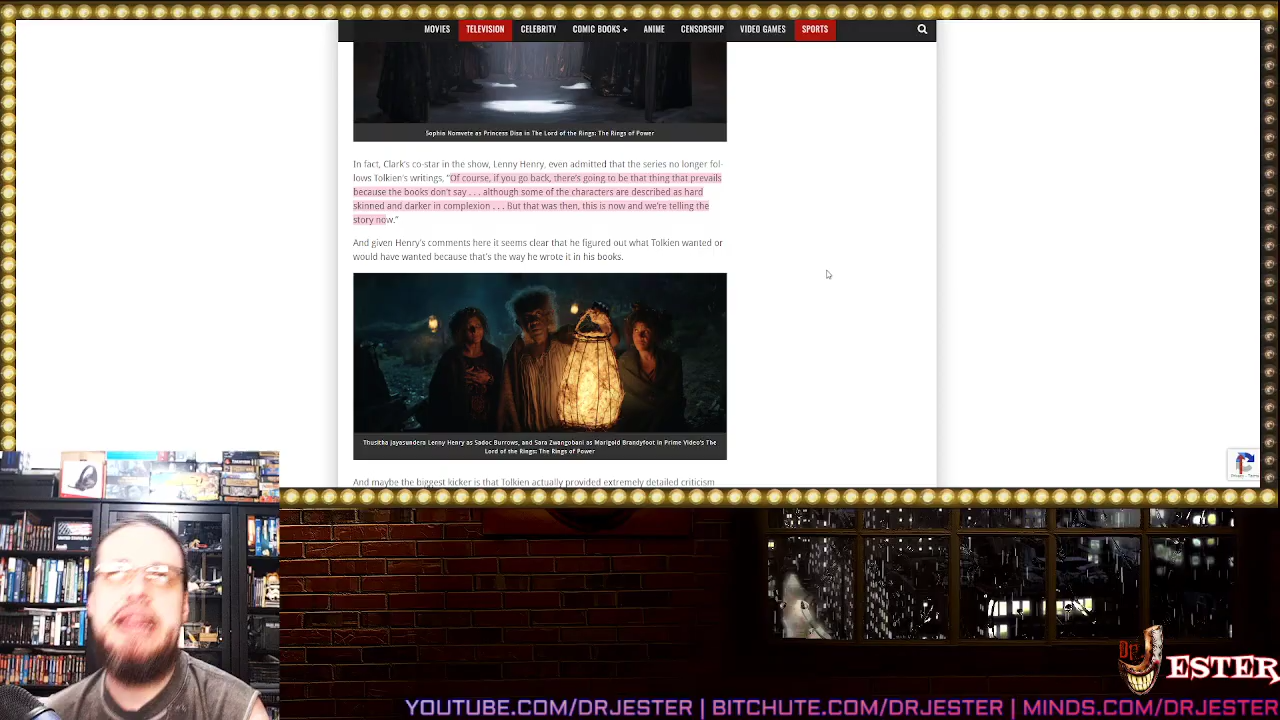 MOVIES TELEVISION CELEBRITY COMIC BOOKS + ANIME CENSORSHIP VIDEO GAMES SPORTS
Sophia Nomvete as Princess Disa in The Lord of the Rings: The Rings of Power
In fact, Clark's co-star in the show, Lenny Henry, even admitted that the series no longer fol-
lows Tolkien's writings, "Of course, if you go back, there's going to be that thing that prevails
because the books don't say . . . although some of the characters are described as hard
skinned and darker in complexion . . . But that was then, this is now and we're telling the
story now."
And given Henry's comments here it seems clear that he figured out what Tolkien wanted or
would have wanted because that's the way he wrote it in his books.
Thusitha Jayasundera Lenny Henry as Sadoc Burrows, and Sara Zwangobani as Marigold Brandyfoot in Prime Video's The
Lord of the Rings: The Rings of Power
And maybe the biggest kicker is that Tolkien actually provided extremely detailed criticism
Dr.
JESTER
YOUTUBE.COM/DRJESTER | BITCHUTE.COM/DRJESTER | MINDS.COM/DRJESTER